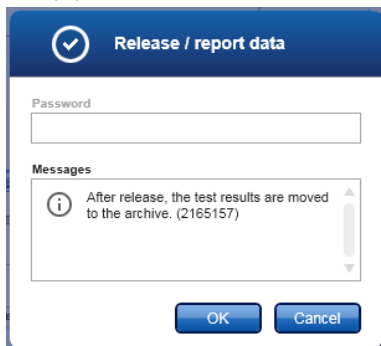 Release / report data
Password
Messages
After release, the test results are moved
to the archive. (2165157)
OK
Cancel